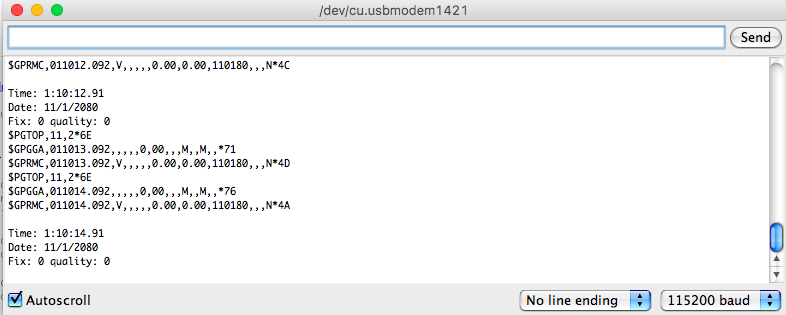 /dev/cu.usbmodem1421
Send
$GPRMC,011012.092,V,,,,,0.00,0.00,110180,,,N*4C
Time: 1:10:12.91
Date: 11/1/2080
Fix: 0 quality: 0
$PGTOP,11,2*6E
$GPGGA,011013.092,,,,,0,00,,,M,,M,,*71
$GPRMC,011013.092,V,,,,,0.00,0.00,110180,,,N*4D
$PGTOP,11,2*6E
$GPGGA,011014.092,,,,,0,00,,,M,,M,,*76
$GPRMC,011014.092,V,,,,,0.00,0.00,110180,,,N*4A
Time: 1:10:14.91
Date: 11/1/2080
Fix: 0 quality: 0
Autoscroll
No line ending
115200 baud